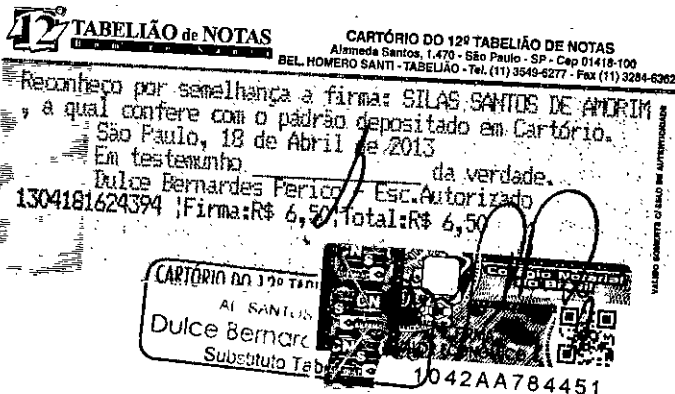 12º TABELIÃO de NOTAS
Homero Santi
CARTÓRIO DO 12º TABELIÃO DE NOTAS
Alameda Santos, 1.470 - São Paulo - SP - Cep 01418-100
BEL. HOMERO SANTI - TABELIÃO - Tel. (11) 3549-6277 - Fax (11) 3284-6362
Reconheço por semelhança a firma: SILAS SANTOS DE AMORIM
, a qual confere com o padrão depositado em Cartório.
São Paulo, 18 de Abril de 2013
Em testemunho ____________ da verdade.
Dulce Bernardes Perico - Esc.Autorizado
1304181624394 |Firma:R$ 6,50|Total:R$ 6,50
VALIDO SOMENTE C/ SELO DE AUTENTICIDADE
CARTÓRIO DO 12º
AL. SANTOS
Dulce Bernar
Substituto Tab
1042AA784451